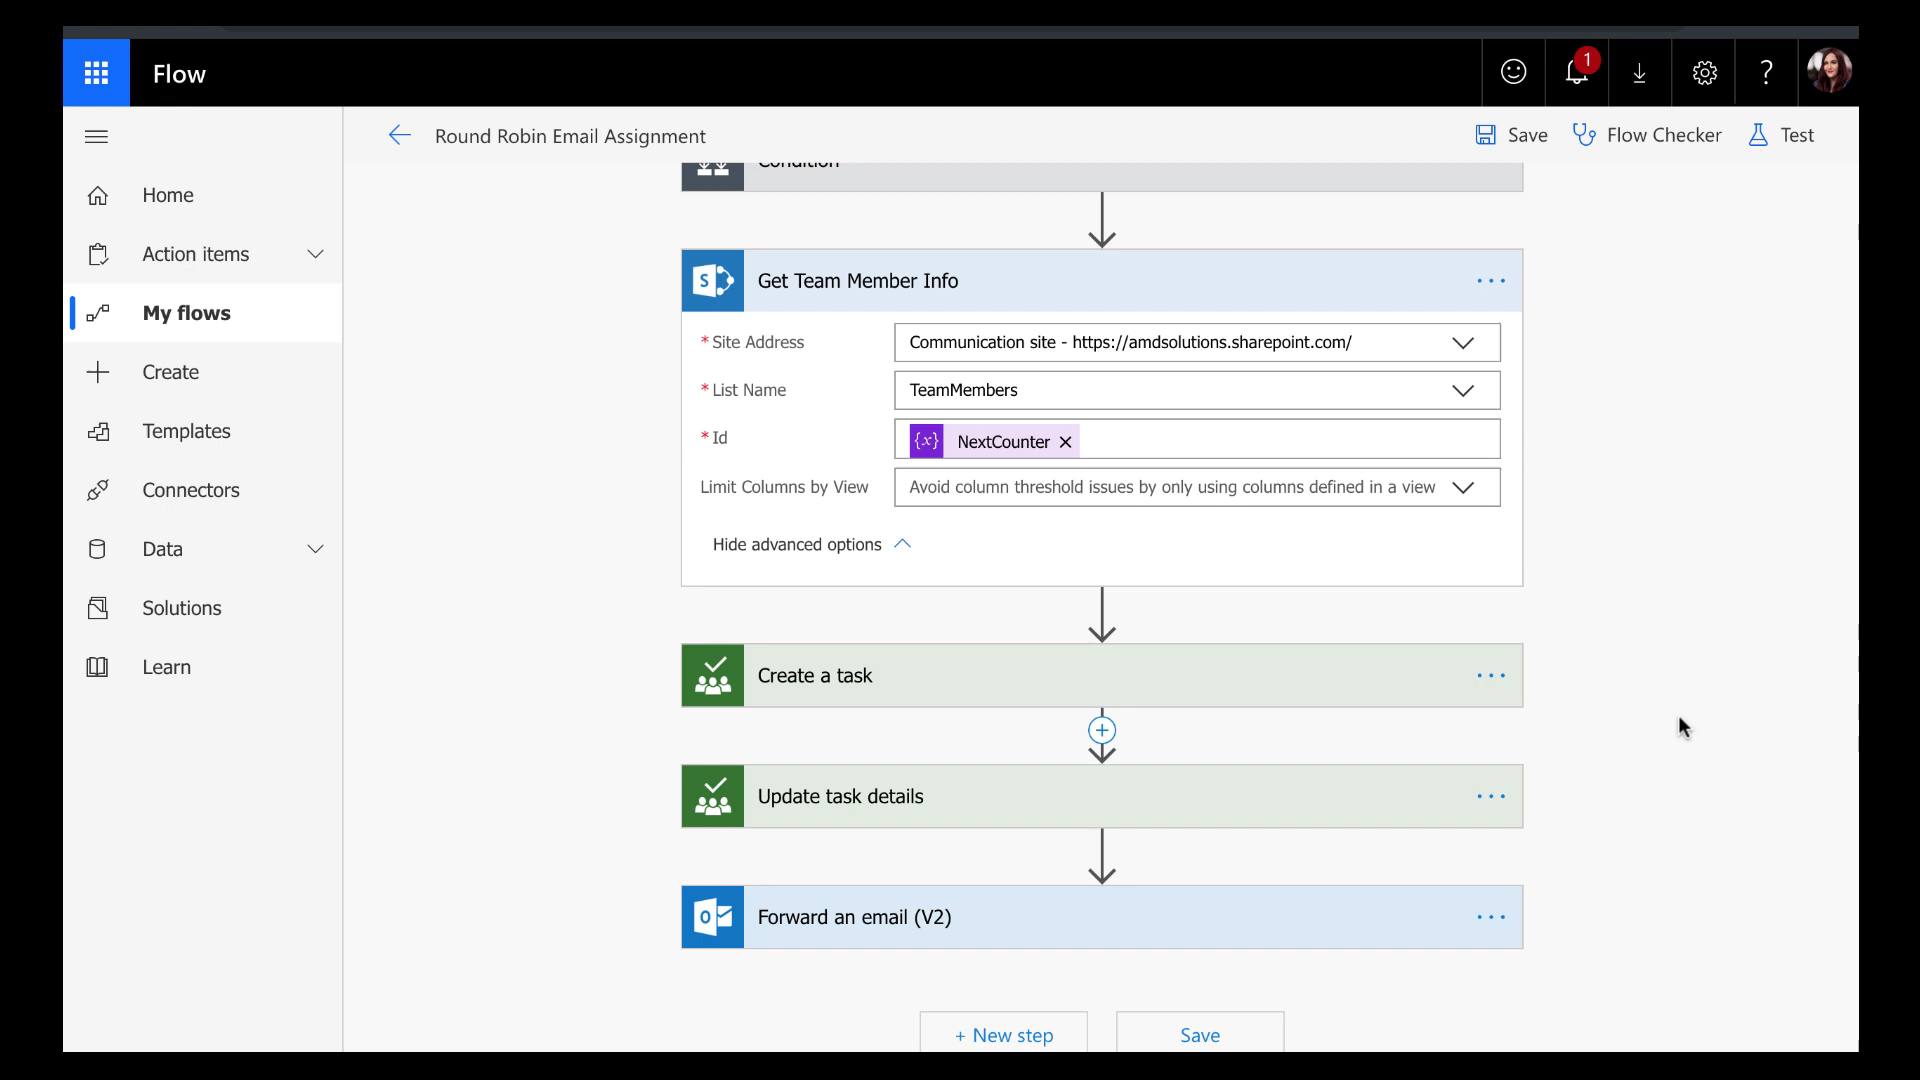 Flow
1
Round Robin Email Assignment
Save
Flow Checker
Test
Home
Action items
My flows
Create
Templates
Connectors
Data
Solutions
Learn
Condition
S
Get Team Member Info
* Site Address
Communication site - https://amdsolutions.sharepoint.com/
* List Name
TeamMembers
* Id
{x} NextCounter
Limit Columns by View
Avoid column threshold issues by only using columns defined in a view
Hide advanced options
Create a task
Update task details
O
Forward an email (V2)
+ New step
Save